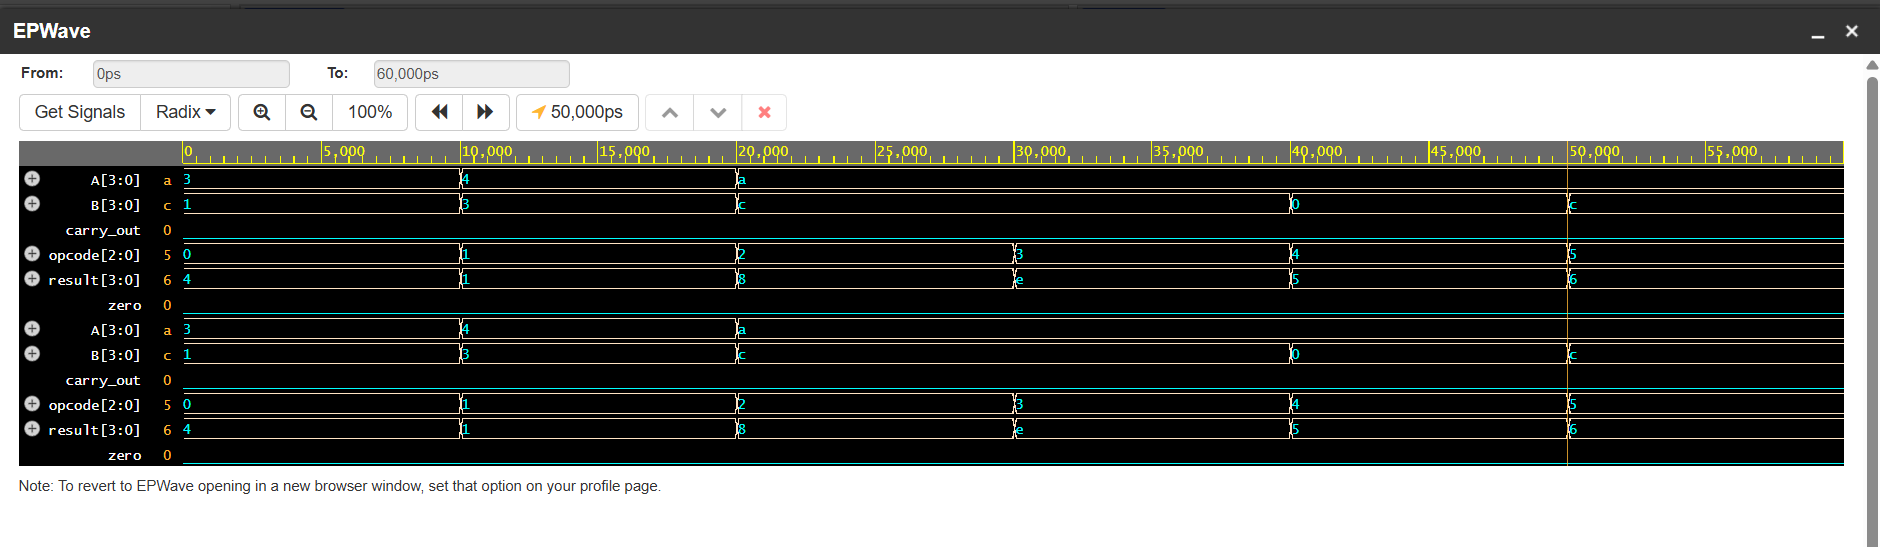 EPWave
From: 0ps To: 60,000ps
Get Signals Radix 100% 50,000ps
0 5,000 10,000 15,000 20,000 25,000 30,000 35,000 40,000 45,000 50,000 55,000
A[3:0] a 3 4 a
B[3:0] c 1 3 c 0 c
carry_out 0
opcode[2:0] 5 0 1 2 3 4 5
result[3:0] 6 4 1 8 e 5 6
zero 0
A[3:0] a 3 4 a
B[3:0] c 1 3 c 0 c
carry_out 0
opcode[2:0] 5 0 1 2 3 4 5
result[3:0] 6 4 1 8 e 5 6
zero 0
Note: To revert to EPWave opening in a new browser window, set that option on your profile page.